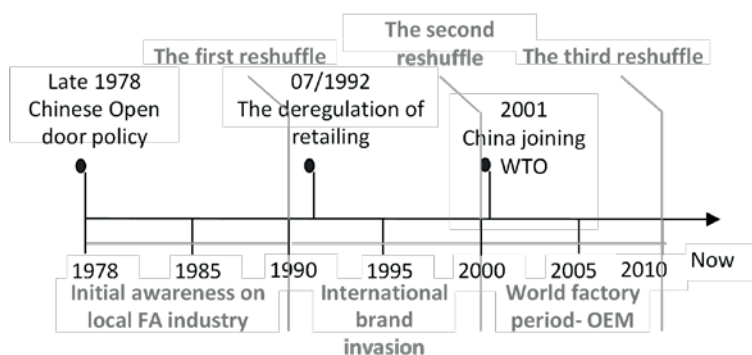 The first reshuffle
The second
reshuffle
The third reshuffle
Late 1978
Chinese Open
door policy
07/1992
The deregulation of
retailing
2001
China joining
WTO
1978
1985
1990
1995
2000
2005
2010
Now
Initial awareness on
local FA industry
International
brand
invasion
World factory
period- OEM